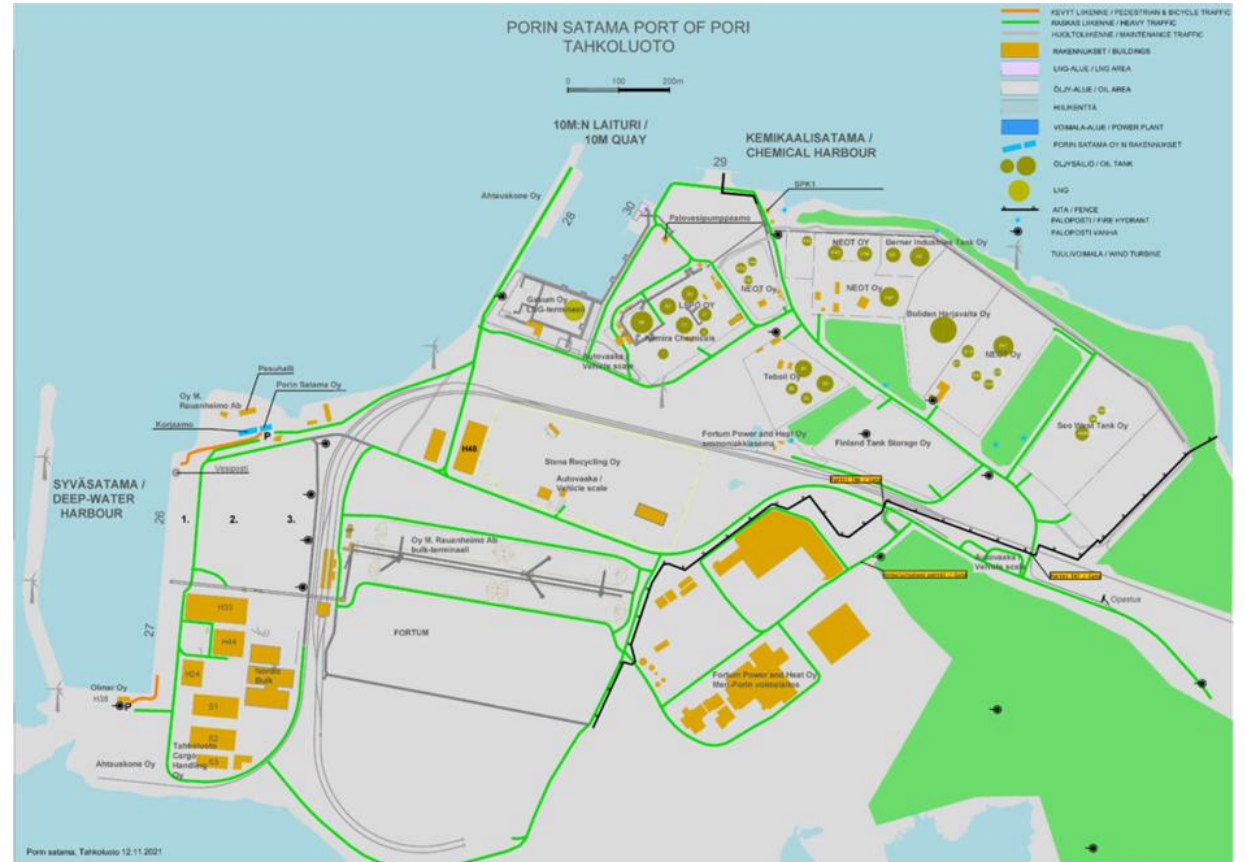 PORIN SATAMA PORT OF PORI
TAHKOLUOTO
0 100 200m
KEVYT LIIKENNE / PEDESTRIAN & BICYCLE TRAFFIC
RASKAS LIIKENNE / HEAVY TRAFFIC
HUOLTOLIIKENNE / MAINTENANCE TRAFFIC
RAKENNUKSET / BUILDINGS
LNG-ALUE / LNG AREA
ÖLJY-ALUE / OIL AREA
HIILIKENTTÄ
VOIMALA-ALUE / POWER PLANT
PORIN SATAMA OY:N RAKENNUKSET
ÖLJYSÄILIÖ / OIL TANK
LNG
AITA / FENCE
PALOPOSTI / FIRE HYDRANT
PALOPOSTI VANHA
TUULIVOIMALA / WIND TURBINE
10M:N LAITURI /
10M QUAY
KEMIKAALISATAMA /
CHEMICAL HARBOUR
29
SPK1
Ahtauskone Oy
28
30
Palovesipumppaamo
NEOT OY
Berner Industries Tank Oy
NEOT Oy
NEOT Oy
Gasum Oy
LNG-terminaali
Boliden Harjavalta Oy
NEOT Oy
Autovaaka /
Vehicle scale
Teboil Oy
Seo West Tank Oy
Pesuhalli
Porin Satama Oy
Oy M.
Rauanheimo Ab
Korjaamo
P
Vesiposti
H48
Stena Recycling Oy
Autovaaka /
Vehicle scale
Fortum Power and Heat Oy
ammoniakkiasema
Finland Tank Storage Oy
SYVÄSATAMA /
DEEP-WATER
HARBOUR
26
1.
2.
3.
Oy M. Rauanheimo Ab
bulk-terminaali
Autovaaka /
Vehicle scale
Opastus
27
H33
H44
H24
Nordic
Bulk
FORTUM
Fortum Power and Heat Oy
Meri-Porin voimalaitos
Olmar Oy
H38
P
S1
S2
S3
Tahkoluoto
Cargo
Handling
Oy
Ahtauskone Oy
Porin satama, Tahkoluoto 12.11.2021